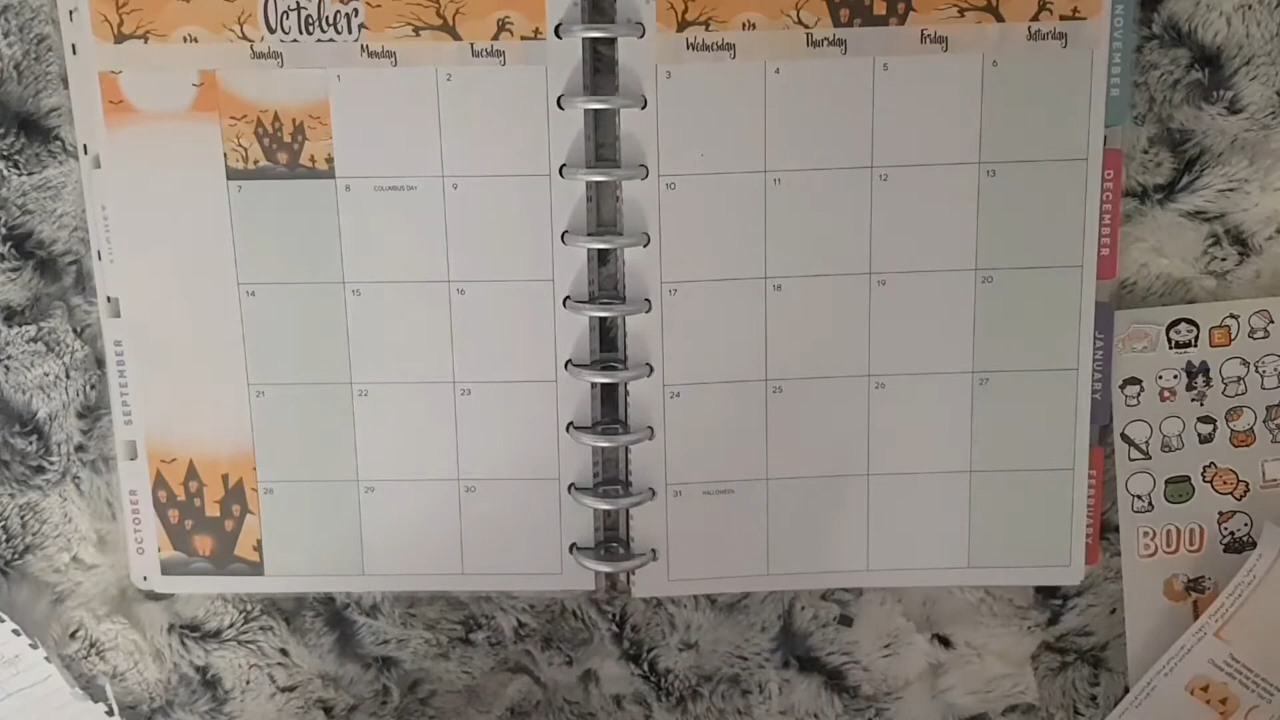 October
Sunday Monday Tuesday Wednesday Thursday Friday Saturday
1 2 3 4 5 6
7 8 COLUMBUS DAY 9 10 11 12 13
14 15 16 17 18 19 20
21 22 23 24 25 26 27
28 29 30 31 HALLOWEEN
SEPTEMBER
OCTOBER
NOVEMBER
DECEMBER
JANUARY
FEBRUARY
E
BOO